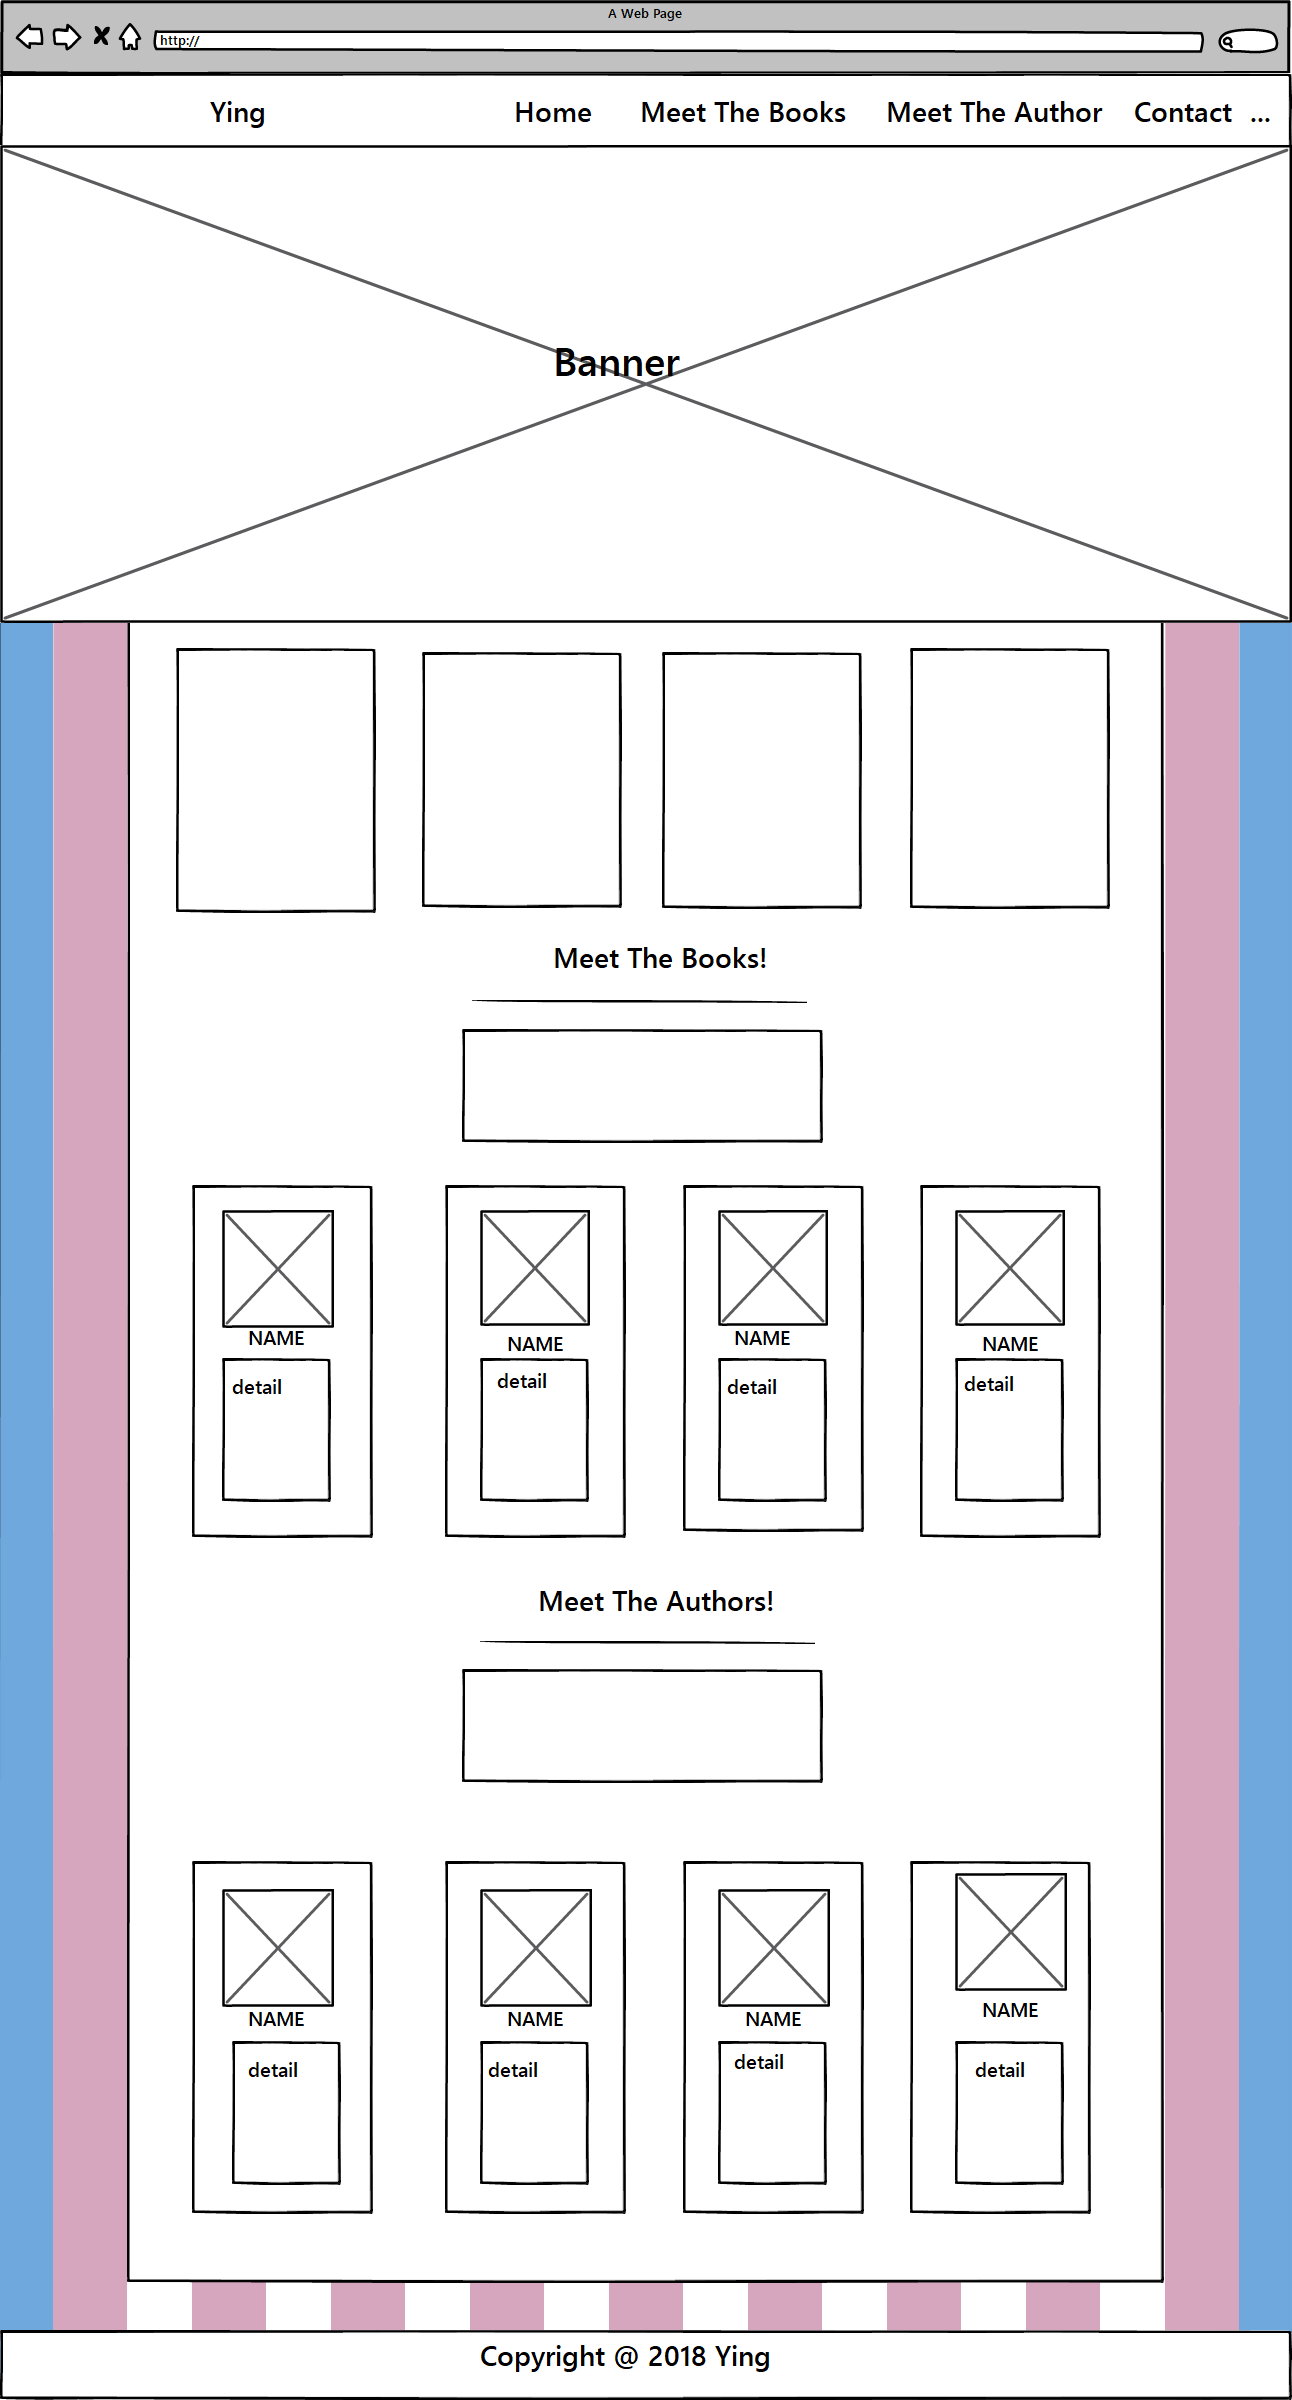 A Web Page
http://
Ying Home Meet The Books Meet The Author Contact ...
Banner
Meet The Books!
NAME NAME NAME NAME
detail detail detail detail
Meet The Authors!
NAME NAME NAME NAME
detail detail detail detail
Copyright @ 2018 Ying